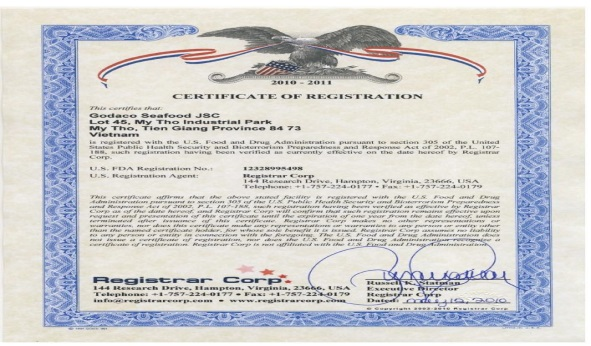 2010 - 2011
CERTIFICATE OF REGISTRATION
This certifies that:
Godaco Seafood JSC
Lot 45, My Tho Industrial Park
My Tho, Tien Giang Province 84 73
Vietnam
is registered with the U.S. Food and Drug Administration pursuant to section 305 of the United
States Public Health Security and Bioterrorism Preparedness and Response Act of 2002, P.L. 107-
188, such registration having been verified as currently effective on the date hereof by Registrar
Corp.
U.S. FDA Registration No.: 12328995498
U.S. Registration Agent: Registrar Corp
144 Research Drive, Hampton, Virginia, 23666, USA
Telephone: +1-757-224-0177 • Fax: +1-757-224-0179
This certificate affirms that the above stated facility is registered with the U.S. Food and Drug
Administration pursuant to section 305 of the U.S. Public Health Security and Bioterrorism Preparedness
and Response Act of 2002, P.L. 107-188, such registration having been verified as effective by Registrar
Corp as of the date hereof, and Registrar Corp will confirm that such registration remains effective upon
request and presentation of this certificate until the expiration of one year from the date hereof, unless
terminated after issuance of this certificate. Registrar Corp makes no other representations or
warranties, nor does this certificate make any representations or warranties to any person or entity other
than the named certificate holder, for whose sole benefit it is issued. Registrar Corp assumes no liability
to any person or entity in connection with the foregoing. The U.S. Food and Drug Administration does
not issue a certificate of registration, nor does the U.S. Food and Drug Administration recognize a
certificate of registration. Registrar Corp is not affiliated with the U.S. Food and Drug Administration.
Registrar Corp.
144 Research Drive, Hampton, Virginia, 23666, USA
Telephone: +1-757-224-0177 • Fax: +1-757-224-0179
info@registrarcorp.com • www.registrarcorp.com
Russell K. Statman
Executive Director
Registrar Corp
Dated: May 10, 2010
© Copyright 2002-2010 Registrar Corp